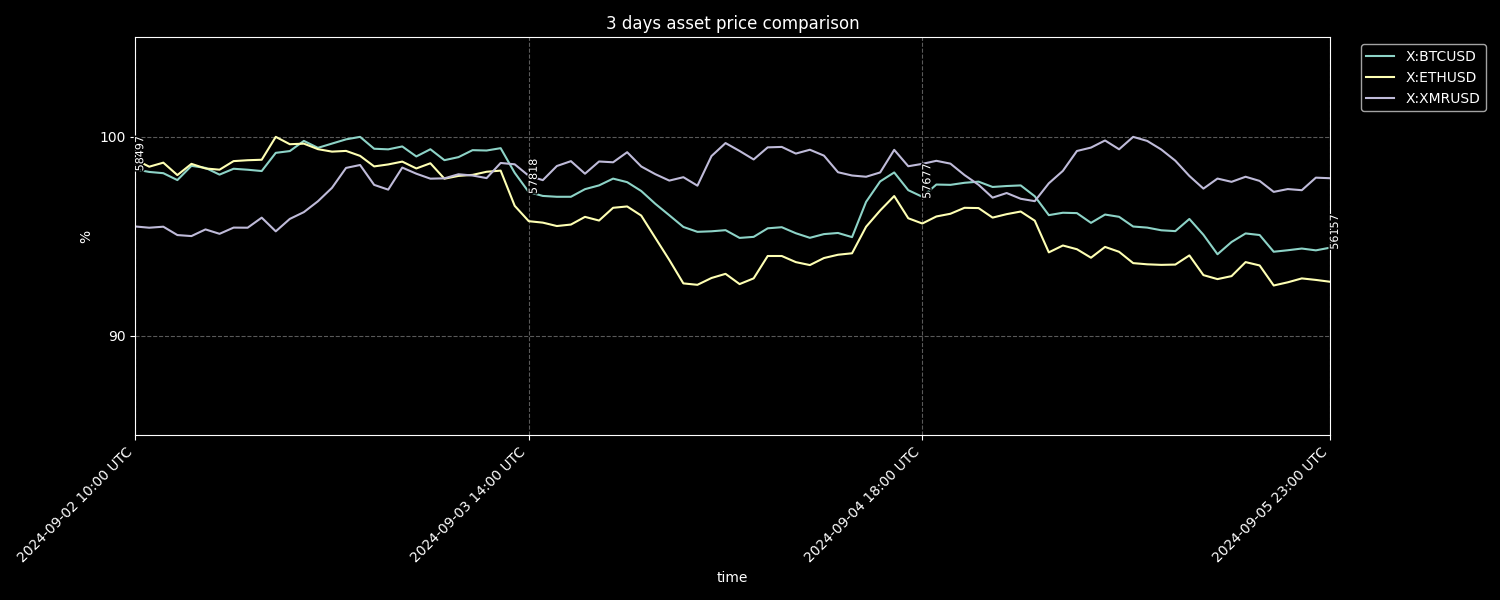 3 days asset price comparison
X:BTCUSD
X:ETHUSD
X:XMRUSD
100
90
%
58497
57818
57677
56157
2024-09-02 10:00 UTC
2024-09-03 14:00 UTC
2024-09-04 18:00 UTC
2024-09-05 23:00 UTC
time